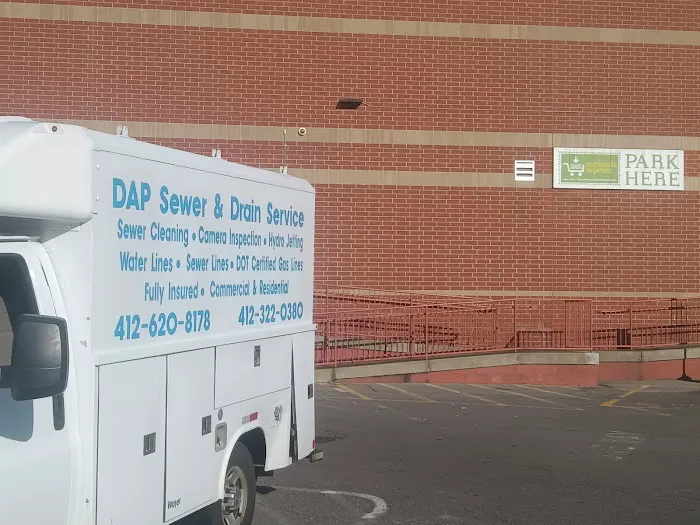 DAP Sewer & Drain Service
Sewer Cleaning • Camera Inspection • Hydro Jetting
Water Lines • Sewer Lines • DOT Certified Gas Lines
Fully Insured • Commercial & Residential
412-620-8178 412-322-0380
PARK
HERE